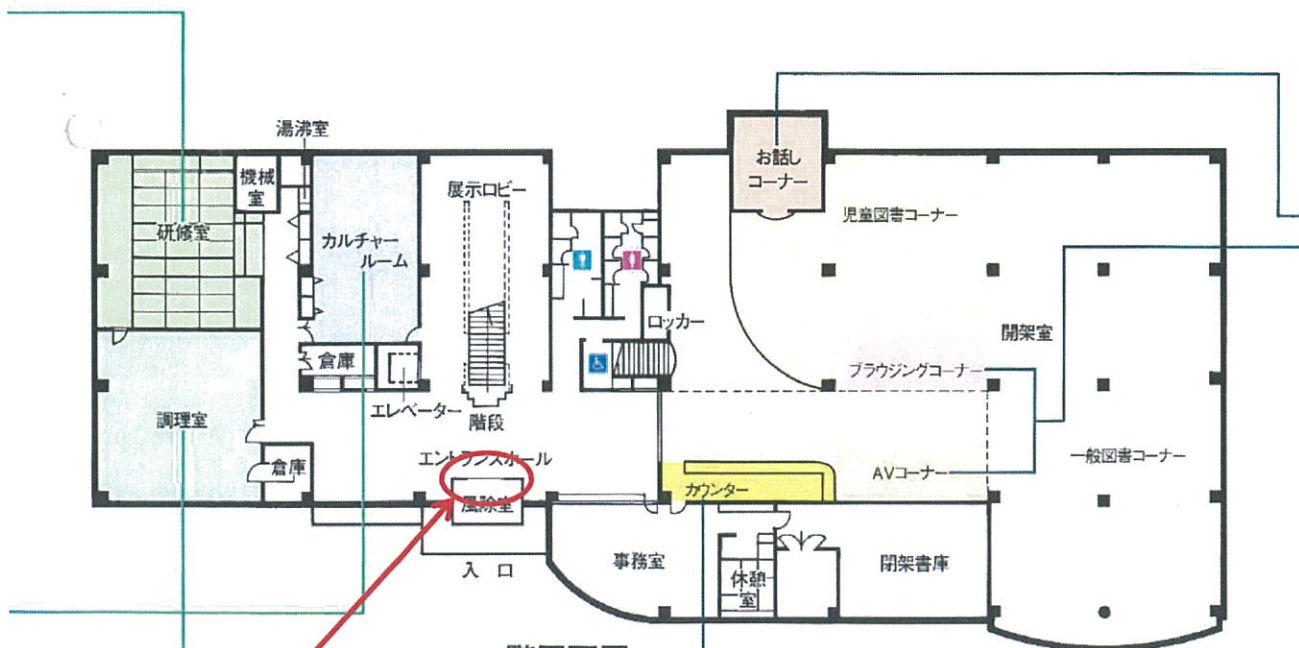 湯沸室
機械
室
研修室
カルチャー
ルーム
展示ロビー
お話し
コーナー
児童図書コーナー
ロッカー
開架室
倉庫
ブラウジングコーナー
エレベーター
階段
調理室
エントランスホール
倉庫
AVコーナー
一般図書コーナー
カウンター
風除室
入口
事務室
休憩
室
閉架書庫